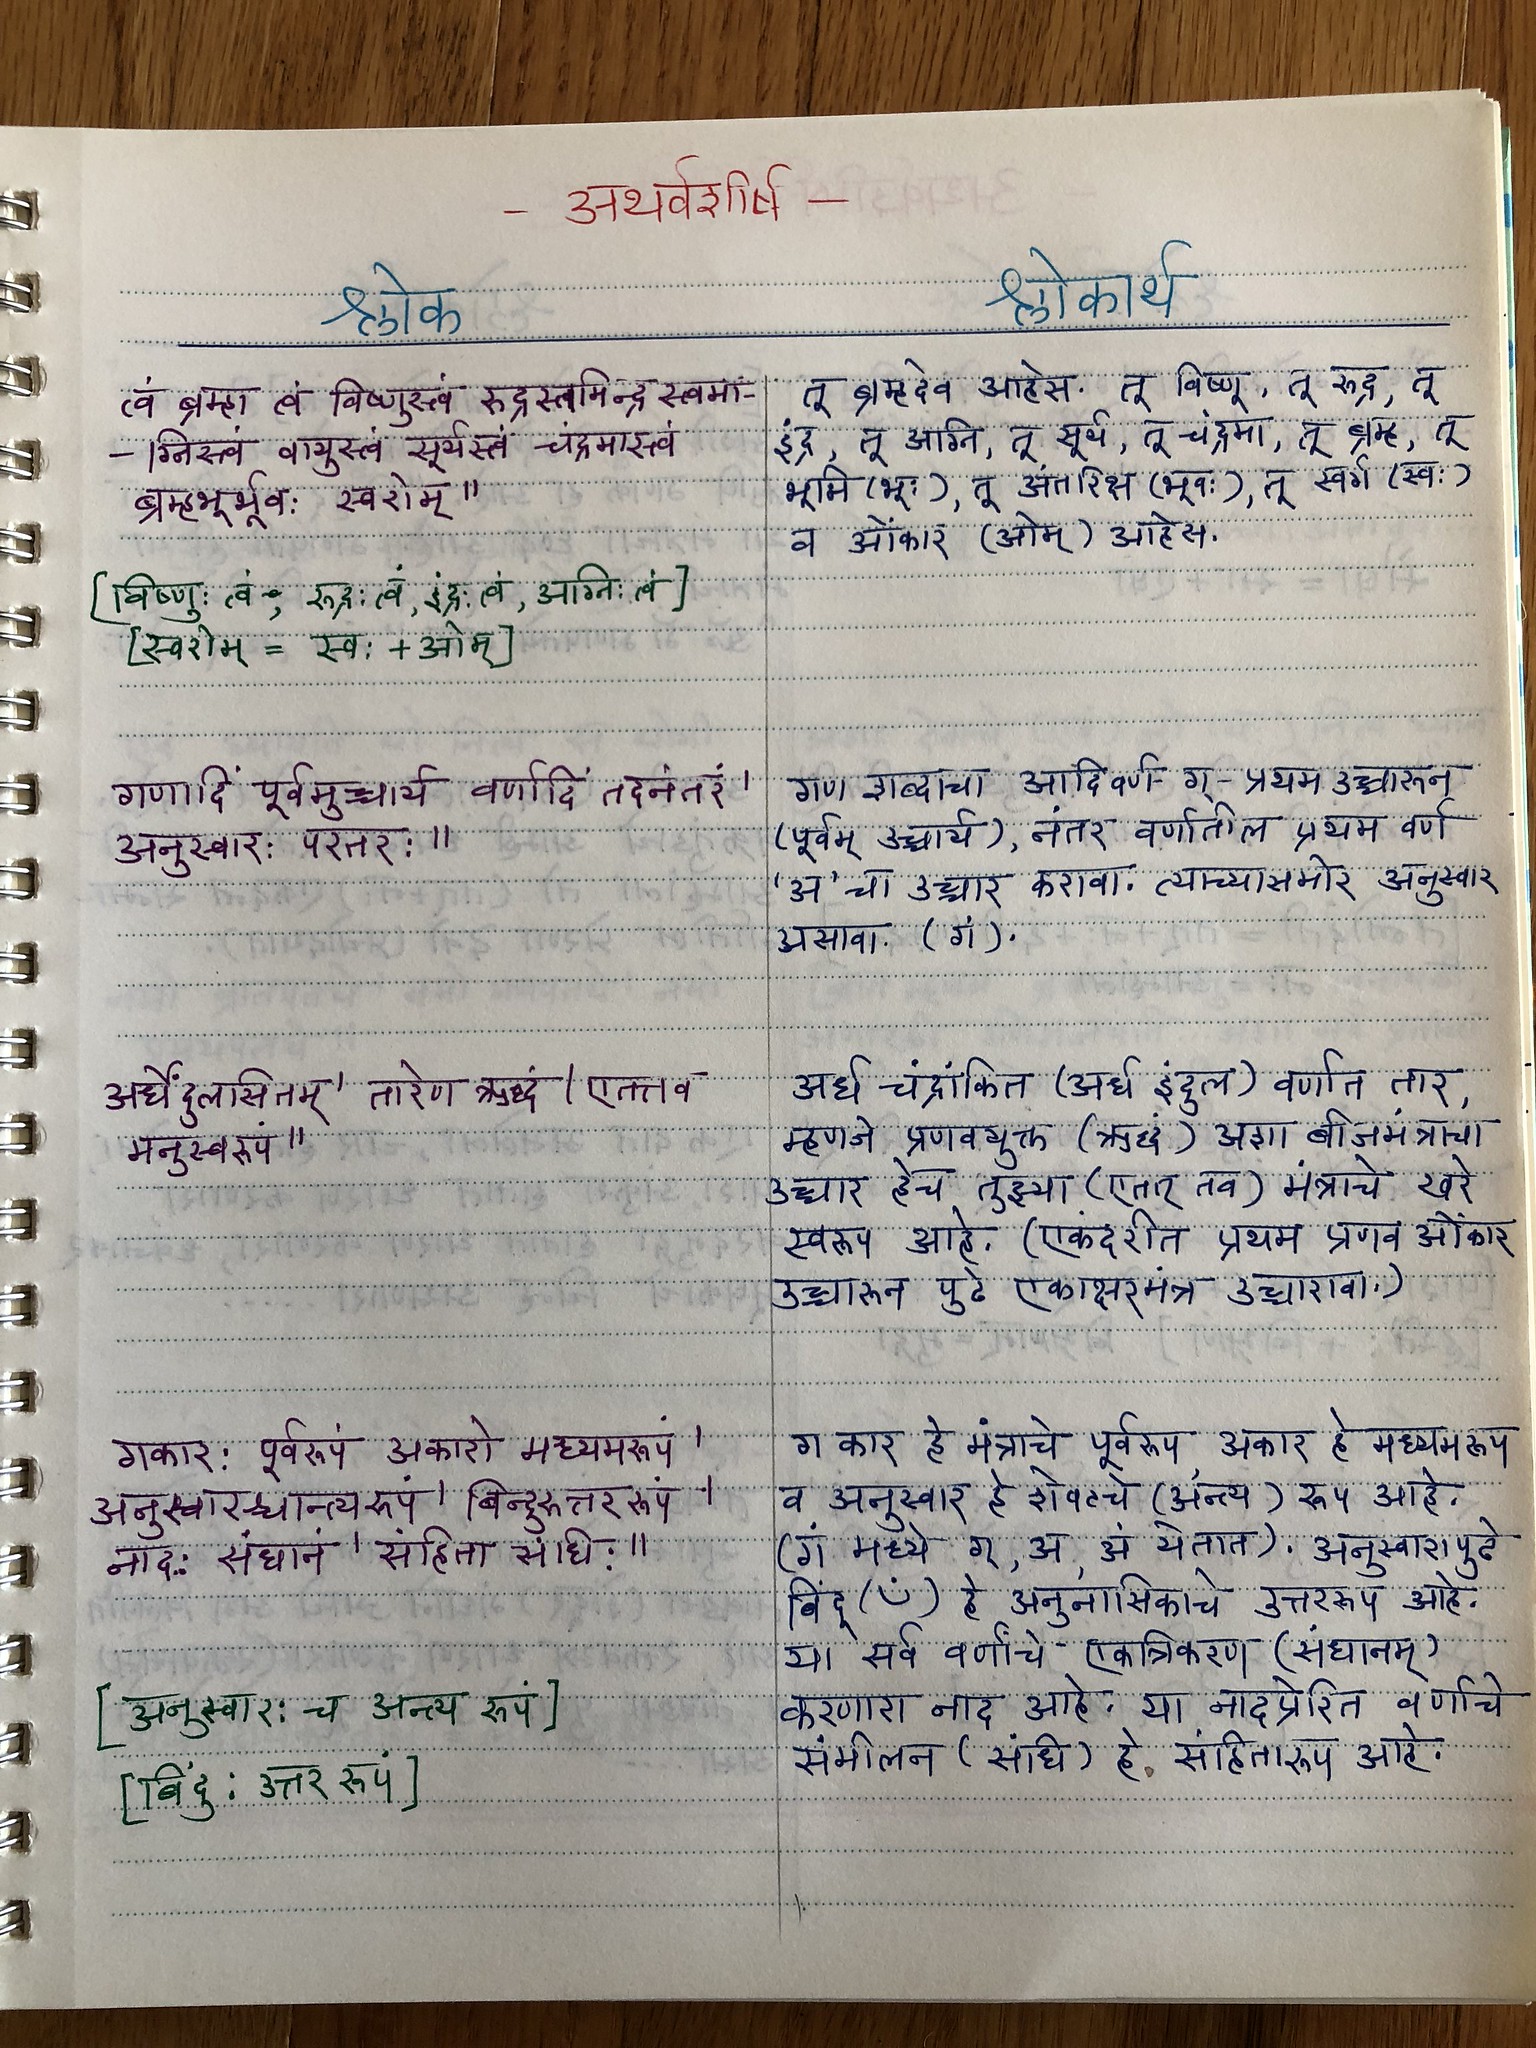 - अथर्वशीर्ष -
श्लोक
श्लोकार्थ
त्वं ब्रम्हा त्वं विष्णुस्त्वं रुद्रस्त्वमिन्द्रस्त्वमा-
-ग्निस्त्वं वायुस्त्वं सूर्यस्त्वं चंद्रमास्त्वं
ब्रम्हभूर्भूवः स्वरोम् ॥
[विष्णुः त्वं, रुद्रः त्वं, इंद्रः त्वं, अग्निः त्वं]
[स्वरोम् = स्वः + ओम्]
तू ब्रम्हदेव आहेस. तू विष्णू, तू रुद्र, तू
इंद्र, तू अग्नि, तू सूर्य, तू चंद्रमा, तू ब्रम्ह, तू
भूमि (भूः), तू अंतरिक्ष (भूवः), तू स्वर्ग (स्वः)
व ओंकार (ओम्) आहेस.
गणादिं पूर्वमुच्चार्य वर्णादिं तदनंतरं ।
अनुस्वारः परतरः ॥
गण शब्दाचा आदिवर्ण - ग् - प्रथम उच्चारून
(पूर्वम् उच्चार्य), नंतर वर्णातील प्रथम वर्ण
'अ' चा उच्चार करावा. त्याच्यासमोर अनुस्वार
असावा. (गं).
अर्धेंदुलसितम् । तारेण ऋध्दं । एतत्तव
मनुस्वरूपं ॥
अर्ध चंद्रांकित (अर्ध इंदुल) वर्णात तार,
म्हणजे प्रणवयुक्त (ऋध्दं) अशा बीजमंत्राचा
उच्चार हेच तुझ्या (एतत् तव) मंत्राचे खरे
स्वरूप आहे. (एकंदरीत प्रथम प्रणव ओंकार
उच्चारून पुढे एकाक्षरमंत्र उच्चारावा.)
गकारः पूर्वरूपं अकारो मध्यमरूपं ।
अनुस्वारश्चान्त्यरूपं । बिन्दुरुत्तररूपं ।
नादः संधानं । संहिता संधिः ॥
[अनुस्वारः च अन्त्य रूपं]
[बिंदुः उत्तर रूपं]
ग कार हे मंत्राचे पूर्वरूप, अकार हे मध्यमरूप
व अनुस्वार हे शेवटचे (अन्त्य) रूप आहे.
(गं मध्ये ग्, अ, अं येतात). अनुस्वारापुढे
बिंदू (ँ) हे अनुनासिकाचे उत्तररूप आहे.
या सर्व वर्णांचे एकत्रिकरण (संधानम्)
करणारा नाद आहे. या नादप्रेरित वर्णाचे
संमीलन (संधि) हे संहितारूप आहे.